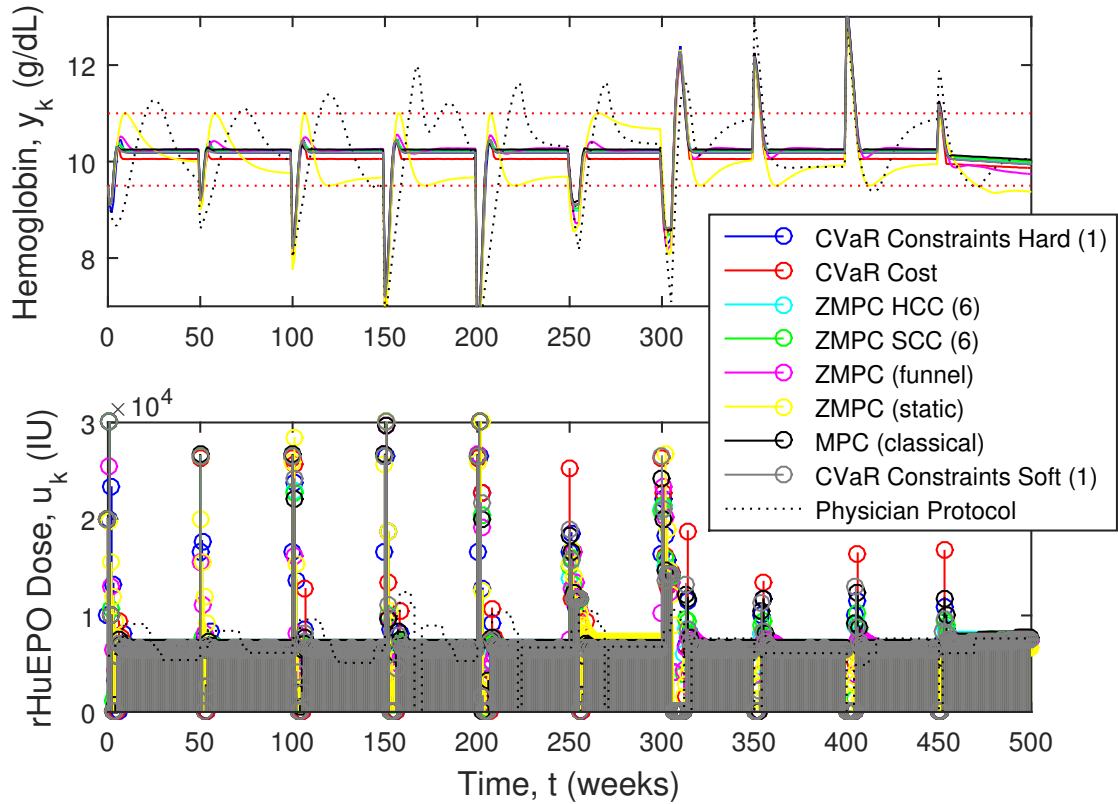 Hemoglobin, y_k (g/dL)
12
10
8
0 50 100 150 200 250 300
CVaR Constraints Hard (1)
CVaR Cost
ZMPC HCC (6)
ZMPC SCC (6)
ZMPC (funnel)
ZMPC (static)
MPC (classical)
CVaR Constraints Soft (1)
Physician Protocol
× 10^4
rHuEPO Dose, u_k (IU)
3
2
1
0
0 50 100 150 200 250 300 350 400 450 500
Time, t (weeks)